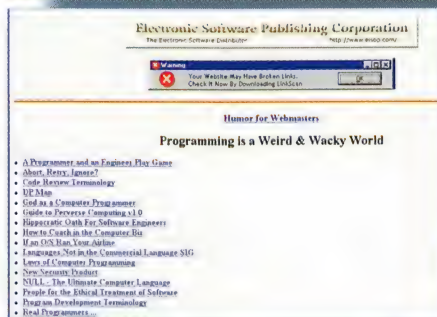 Electronic Software Publishing Corporation
The Electronic Software Distributor http://www.elsop.com/
Warning
Your Website May Have Broken Links.
Check It Now By Downloading LinkScan
Humor for Webmasters
Programming is a Weird & Wacky World
A Programmer and an Engineer Play Game
Abort, Retry, Ignore?
Code Review Terminology
God as a Computer Programmer
Guide to Perverse Computing v1.0
Hippocratic Oath For Software Engineers
How to Coach in the Computer Biz
If an O/S Ran Your Airline
Languages Not in the Commercial Language SIG
Laws of Computer Programming
New Security Product
NULL - The Ultimate Computer Language
People for the Ethical Treatment of Software
Program Development Terminology
Real Programmers ...